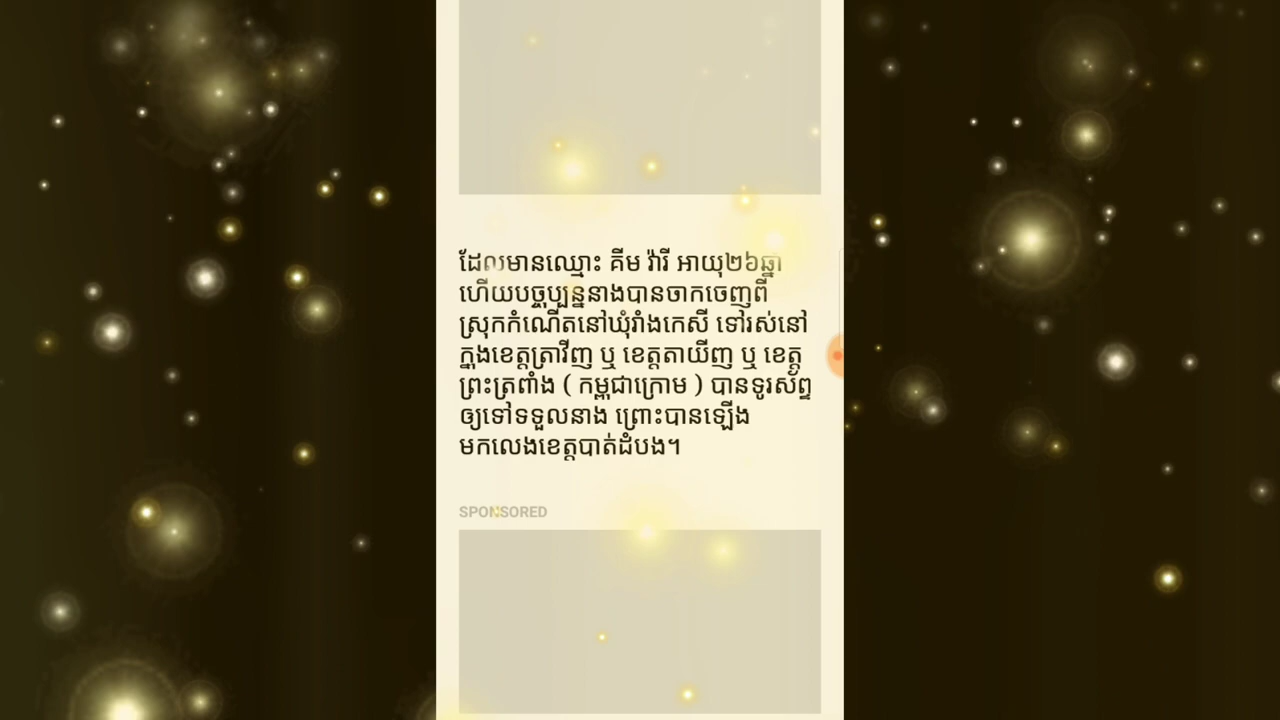 ដែលមានឈ្មោះ គីម វ៉ារី អាយុ២៦ឆ្នាំ
ហើយបច្ចុប្បន្ននាងបានចាកចេញពី
ស្រុកកំណើតនៅឃុំរាំងកេសី ទៅរស់នៅ
ក្នុងខេត្តត្រាវីញ ឬ ខេត្តតាយីញ ឬ ខេត្ត
ព្រះត្រពាំង ( កម្ពុជាក្រោម ) បានទូរស័ព្ទ
ឲ្យទៅទទួលនាង ព្រោះបានឡើង
មកលេងខេត្តបាត់ដំបង។
SPONSORED